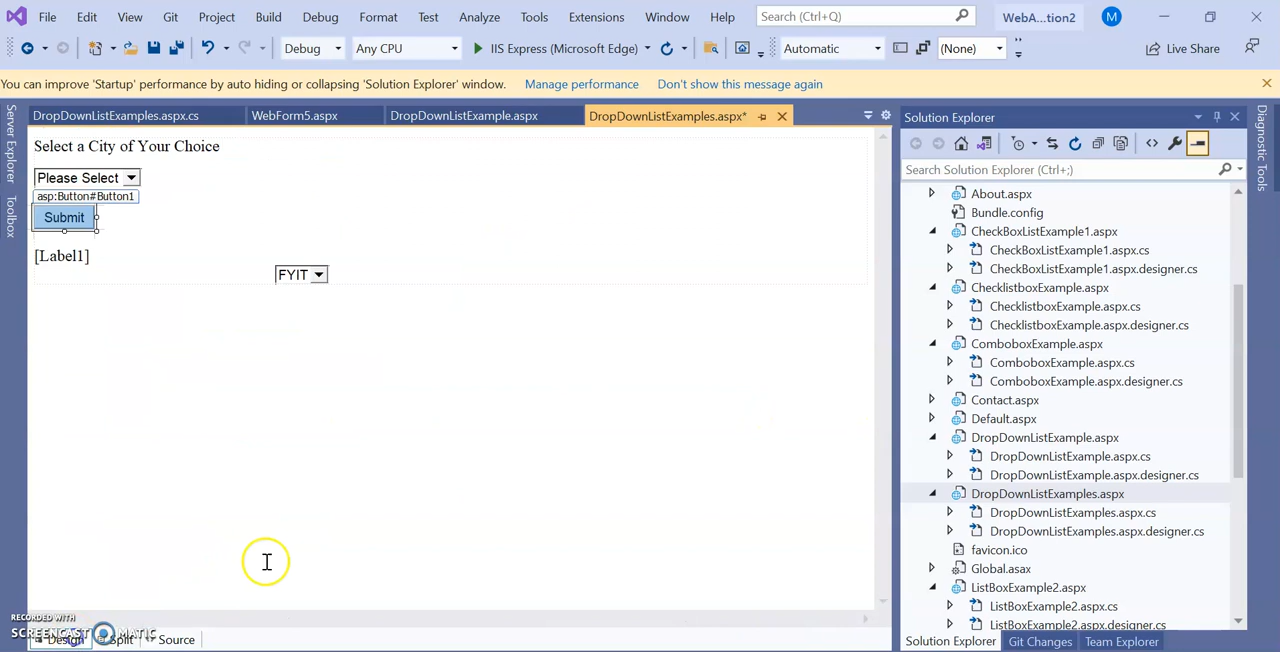 File Edit View Git Project Build Debug Format Test Analyze Tools Extensions Window Help Search (Ctrl+Q) WebA...tion2 M
Debug Any CPU IIS Express (Microsoft Edge) Automatic (None) Live Share
You can improve 'Startup' performance by auto hiding or collapsing 'Solution Explorer' window. Manage performance Don't show this message again
Server Explorer
Toolbox
DropDownListExamples.aspx.cs WebForm5.aspx DropDownListExample.aspx DropDownListExamples.aspx*
Select a City of Your Choice
Please Select
asp:Button#Button1
Submit
[Label1]
FYIT
RECORDED WITH
SCREENCAST MATIC
Design Split Source
Solution Explorer
Search Solution Explorer (Ctrl+;)
About.aspx
Bundle.config
CheckBoxListExample1.aspx
CheckBoxListExample1.aspx.cs
CheckBoxListExample1.aspx.designer.cs
ChecklistboxExample.aspx
ChecklistboxExample.aspx.cs
ChecklistboxExample.aspx.designer.cs
ComboboxExample.aspx
ComboboxExample.aspx.cs
ComboboxExample.aspx.designer.cs
Contact.aspx
Default.aspx
DropDownListExample.aspx
DropDownListExample.aspx.cs
DropDownListExample.aspx.designer.cs
DropDownListExamples.aspx
DropDownListExamples.aspx.cs
DropDownListExamples.aspx.designer.cs
favicon.ico
Global.asax
ListBoxExample2.aspx
ListBoxExample2.aspx.cs
ListBoxExample2.aspx.designer.cs
Solution Explorer Git Changes Team Explorer
Diagnostic Tools